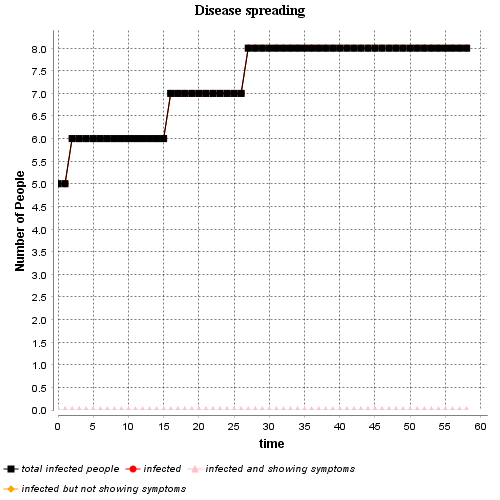 Disease spreading
8.0
7.5
7.0
6.5
6.0
5.5
5.0
4.5
4.0
3.5
3.0
2.5
2.0
1.5
1.0
0.5
0.0
Number of People
0 5 10 15 20 25 30 35 40 45 50 55 60
time
total infected people infected infected and showing symptoms
infected but not showing symptoms